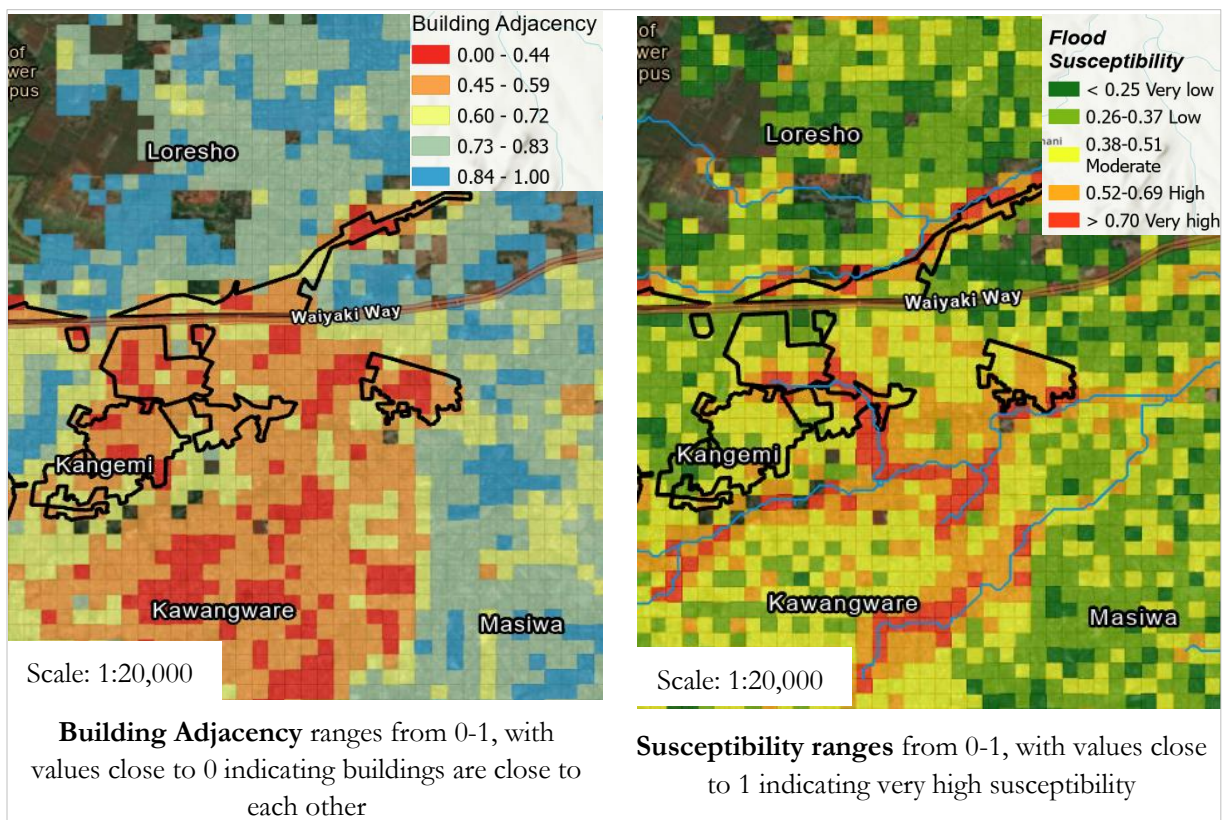 of
wer
pus
Building Adjacency
0.00 - 0.44
0.45 - 0.59
0.60 - 0.72
0.73 - 0.83
0.84 - 1.00
Loresho
Waiyaki Way
Kangemi
Kawangware
Masiwa
Scale: 1:20,000
Building Adjacency ranges from 0-1, with
values close to 0 indicating buildings are close to
each other
of
wer
pus
Flood
Susceptibility
< 0.25 Very low
0.26-0.37 Low
0.38-0.51
Moderate
0.52-0.69 High
> 0.70 Very high
Loresho
nani
Waiyaki Way
Kangemi
Kawangware
Masiwa
Scale: 1:20,000
Susceptibility ranges from 0-1, with values close
to 1 indicating very high susceptibility